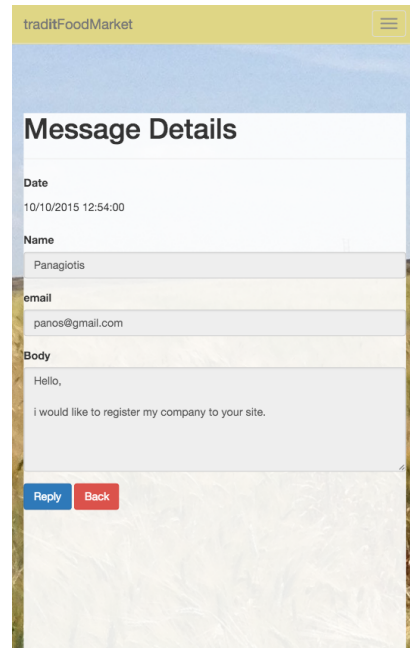 traditFoodMarket
Message Details
Date
10/10/2015 12:54:00
Name
Panagiotis
email
panos@gmail.com
Body
Hello,
i would like to register my company to your site.
Reply Back